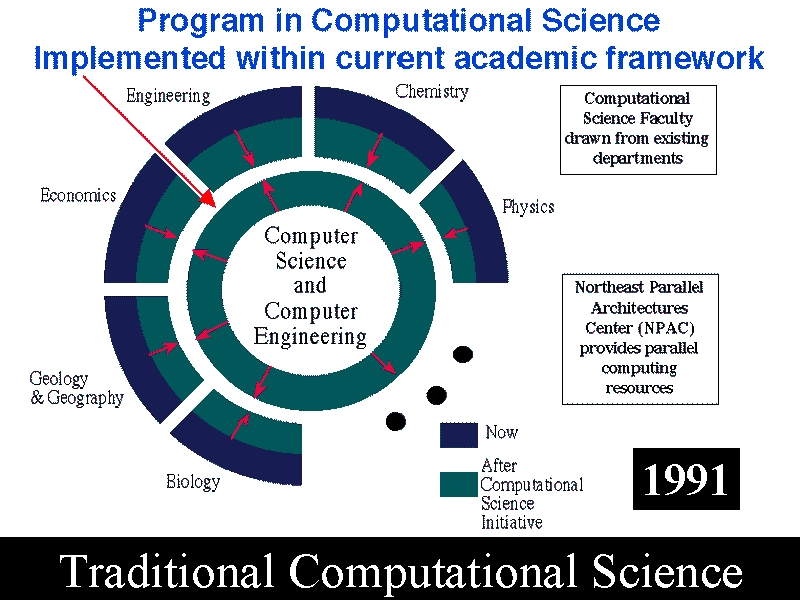 Program in Computational Science
Implemented within current academic framework
Engineering
Chemistry
Computational
Science Faculty
drawn from existing
departments
Economics
Physics
Computer
Science
and
Computer
Engineering
Northeast Parallel
Architectures
Center (NPAC)
provides parallel
computing
resources
Geology
& Geography
Biology
Now
After
Computational
Science
Initiative
1991
Traditional Computational Science